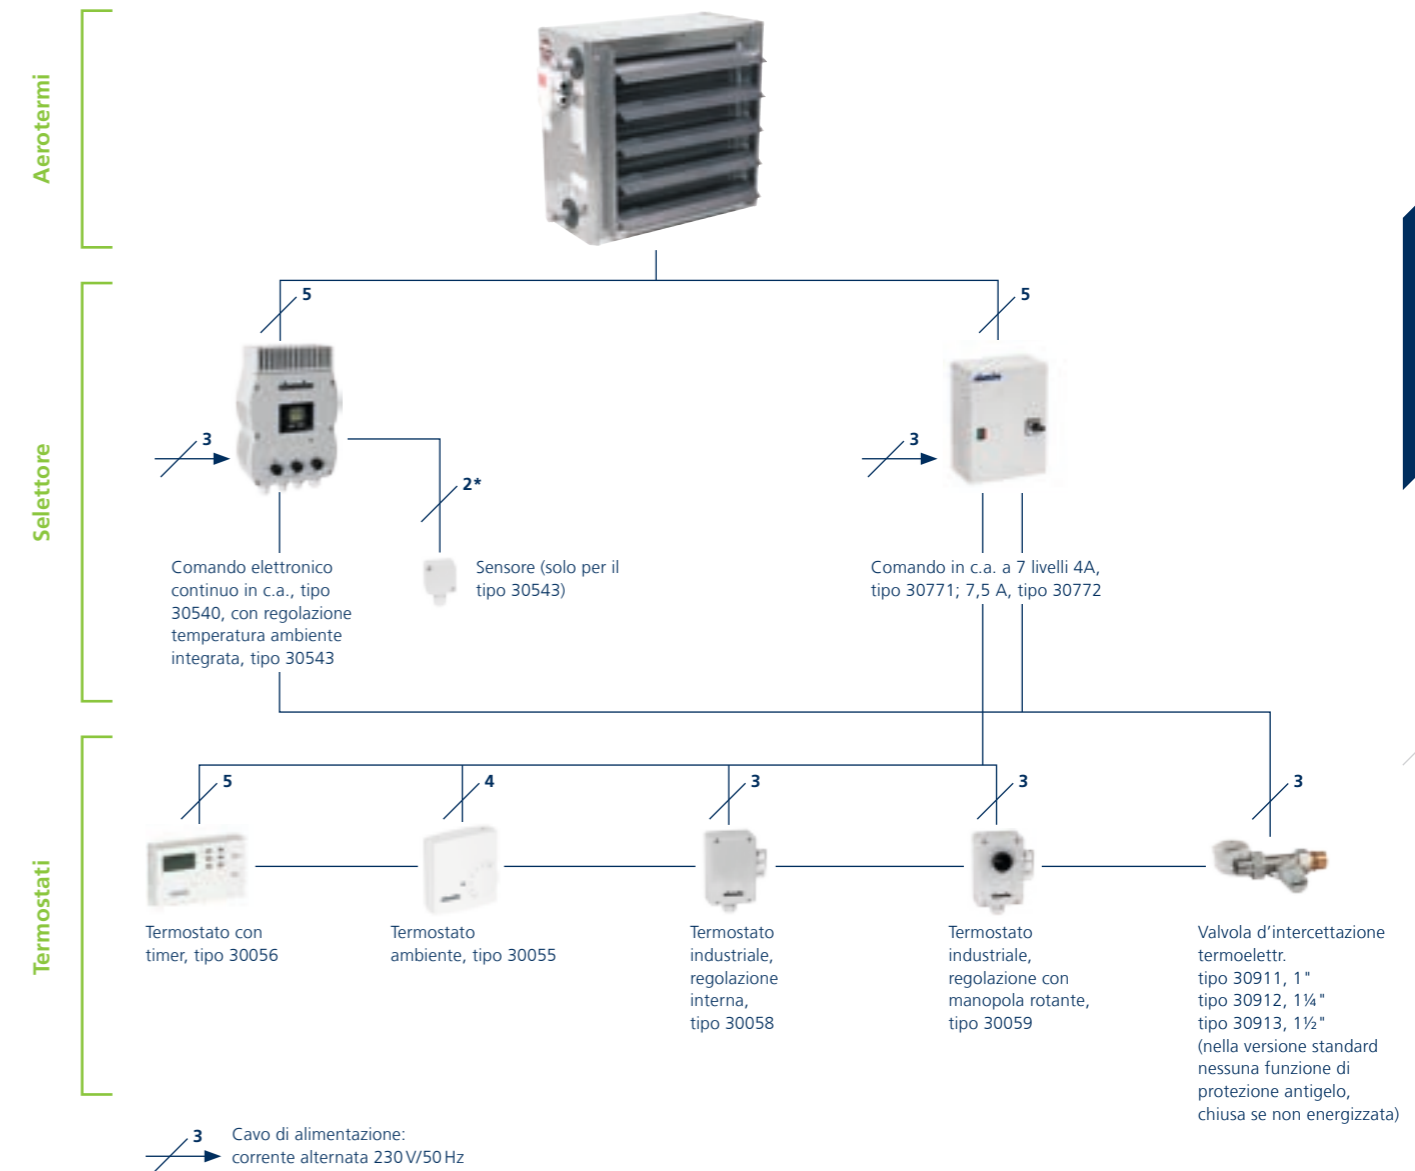 Aerotermi
5
5
Selettore
3
3
2*
Comando elettronico
continuo in c.a., tipo
30540, con regolazione
temperatura ambiente
integrata, tipo 30543
Sensore (solo per il
tipo 30543)
Comando in c.a. a 7 livelli 4A,
tipo 30771; 7,5 A, tipo 30772
Termostati
5
4
3
3
3
Termostato con
timer, tipo 30056
Termostato
ambiente, tipo 30055
Termostato
industriale,
regolazione
interna,
tipo 30058
Termostato
industriale,
regolazione con
manopola rotante,
tipo 30059
Valvola d’intercettazione
termoelettr.
tipo 30911, 1"
tipo 30912, 1¼"
tipo 30913, 1½"
(nella versione standard
nessuna funzione di
protezione antigelo,
chiusa se non energizzata)
3
Cavo di alimentazione:
corrente alternata 230 V/50 Hz